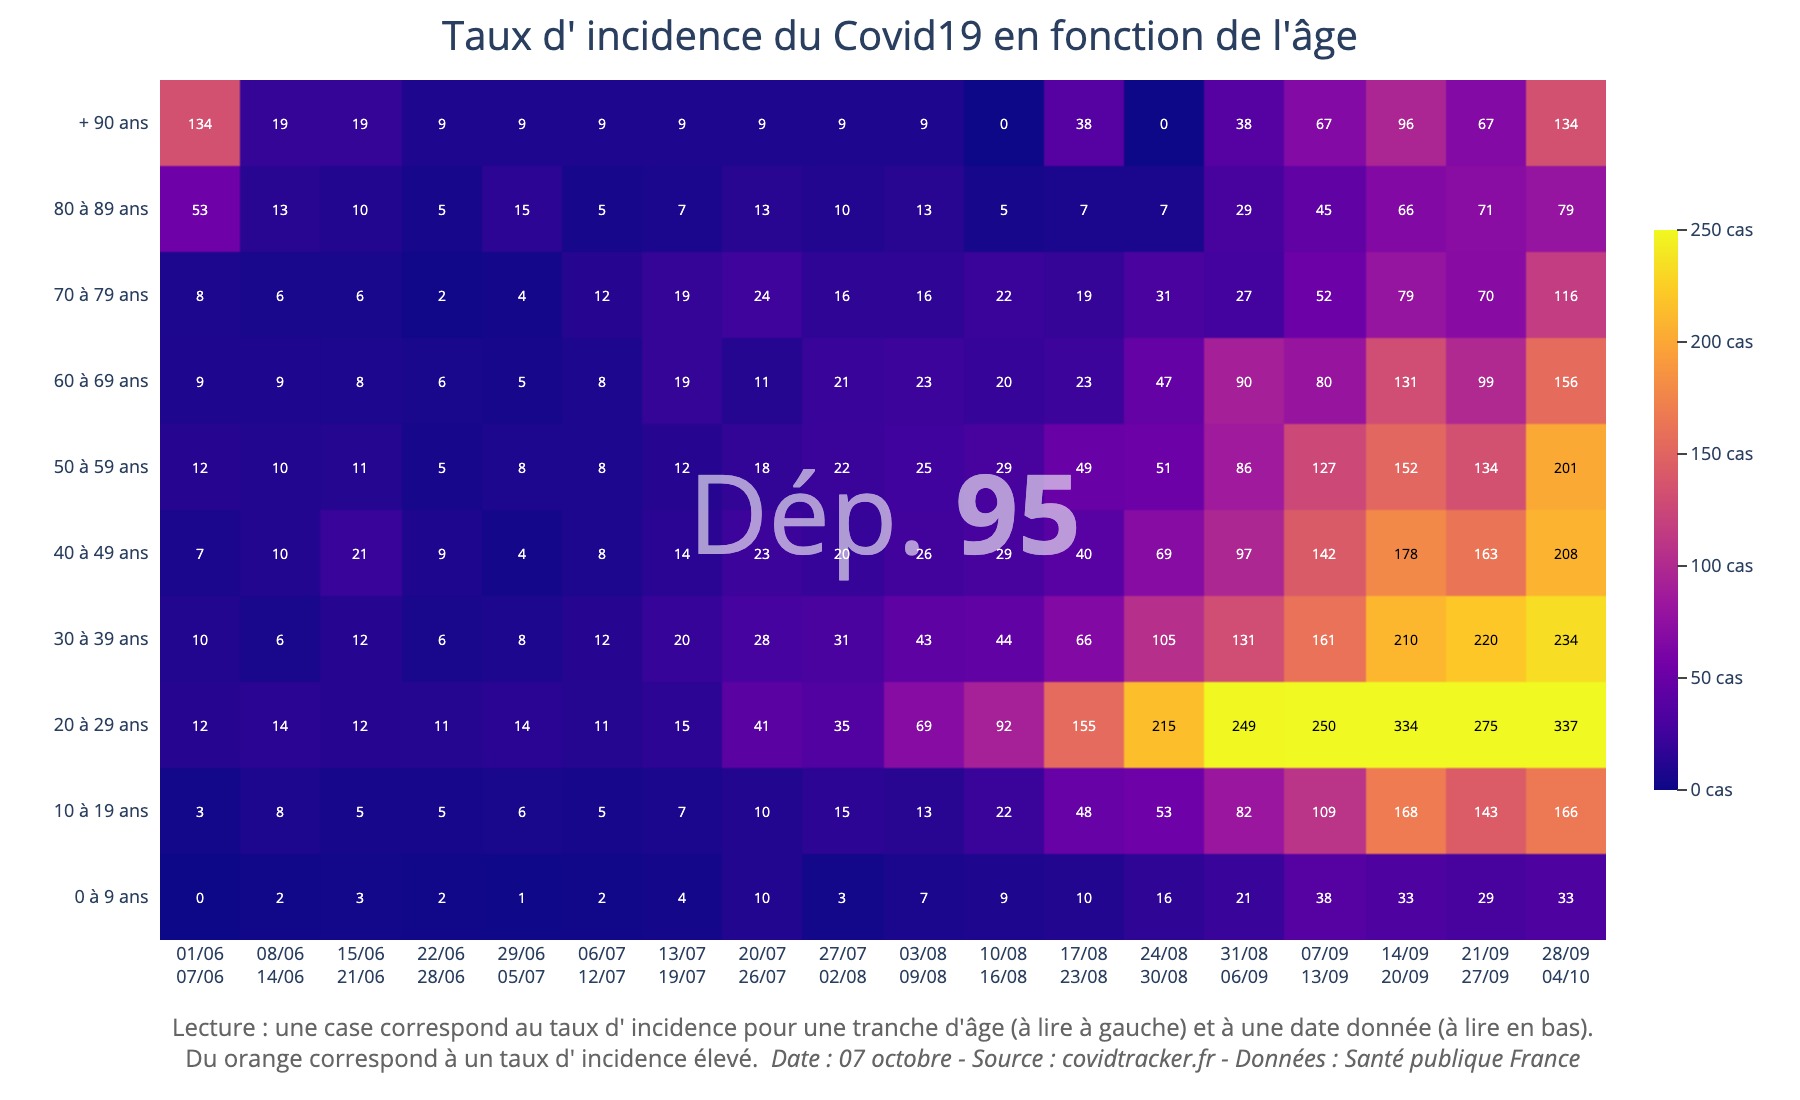 Taux d' incidence du Covid19 en fonction de l'âge
+ 90 ans 134 19 19 9 9 9 9 9 9 9 0 38 0 38 67 96 67 134
80 à 89 ans 53 13 10 5 15 5 7 13 10 13 5 7 7 29 45 66 71 79
70 à 79 ans 8 6 6 2 4 12 19 24 16 16 22 19 31 27 52 79 70 116
60 à 69 ans 9 9 8 6 5 8 19 11 21 23 20 23 47 90 80 131 99 156
50 à 59 ans 12 10 11 5 8 8 12 18 22 25 29 49 51 86 127 152 134 201
Dép. 95
40 à 49 ans 7 10 21 9 4 8 14 23 20 26 29 40 69 97 142 178 163 208
30 à 39 ans 10 6 12 6 8 12 20 28 31 43 44 66 105 131 161 210 220 234
20 à 29 ans 12 14 12 11 14 11 15 41 35 69 92 155 215 249 250 334 275 337
10 à 19 ans 3 8 5 5 6 5 7 10 15 13 22 48 53 82 109 168 143 166
0 à 9 ans 0 2 3 2 1 2 4 10 3 7 9 10 16 21 38 33 29 33
01/06 08/06 15/06 22/06 29/06 06/07 13/07 20/07 27/07 03/08 10/08 17/08 24/08 31/08 07/09 14/09 21/09 28/09
07/06 14/06 21/06 28/06 05/07 12/07 19/07 26/07 02/08 09/08 16/08 23/08 30/08 06/09 13/09 20/09 27/09 04/10
250 cas
200 cas
150 cas
100 cas
50 cas
0 cas
Lecture : une case correspond au taux d' incidence pour une tranche d'âge (à lire à gauche) et à une date donnée (à lire en bas).
Du orange correspond à un taux d' incidence élevé. Date : 07 octobre - Source : covidtracker.fr - Données : Santé publique France